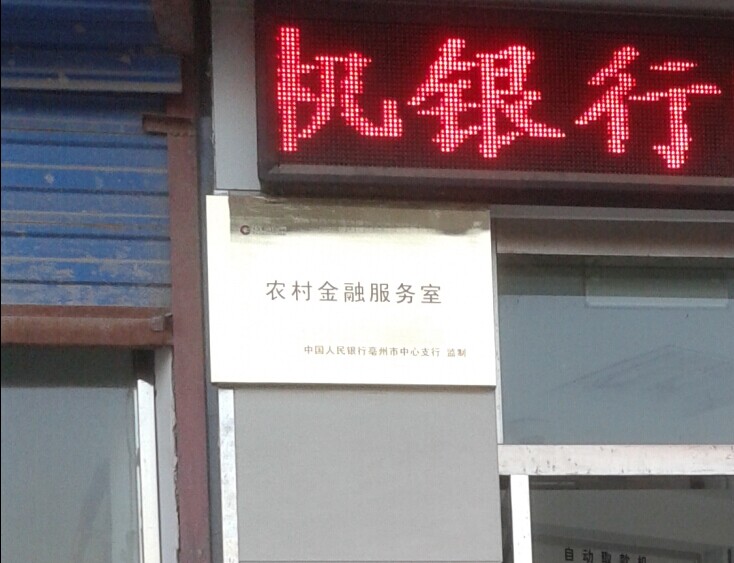 机银行
农村金融服务室
中国人民银行亳州市中心支行 监制
自动取款机